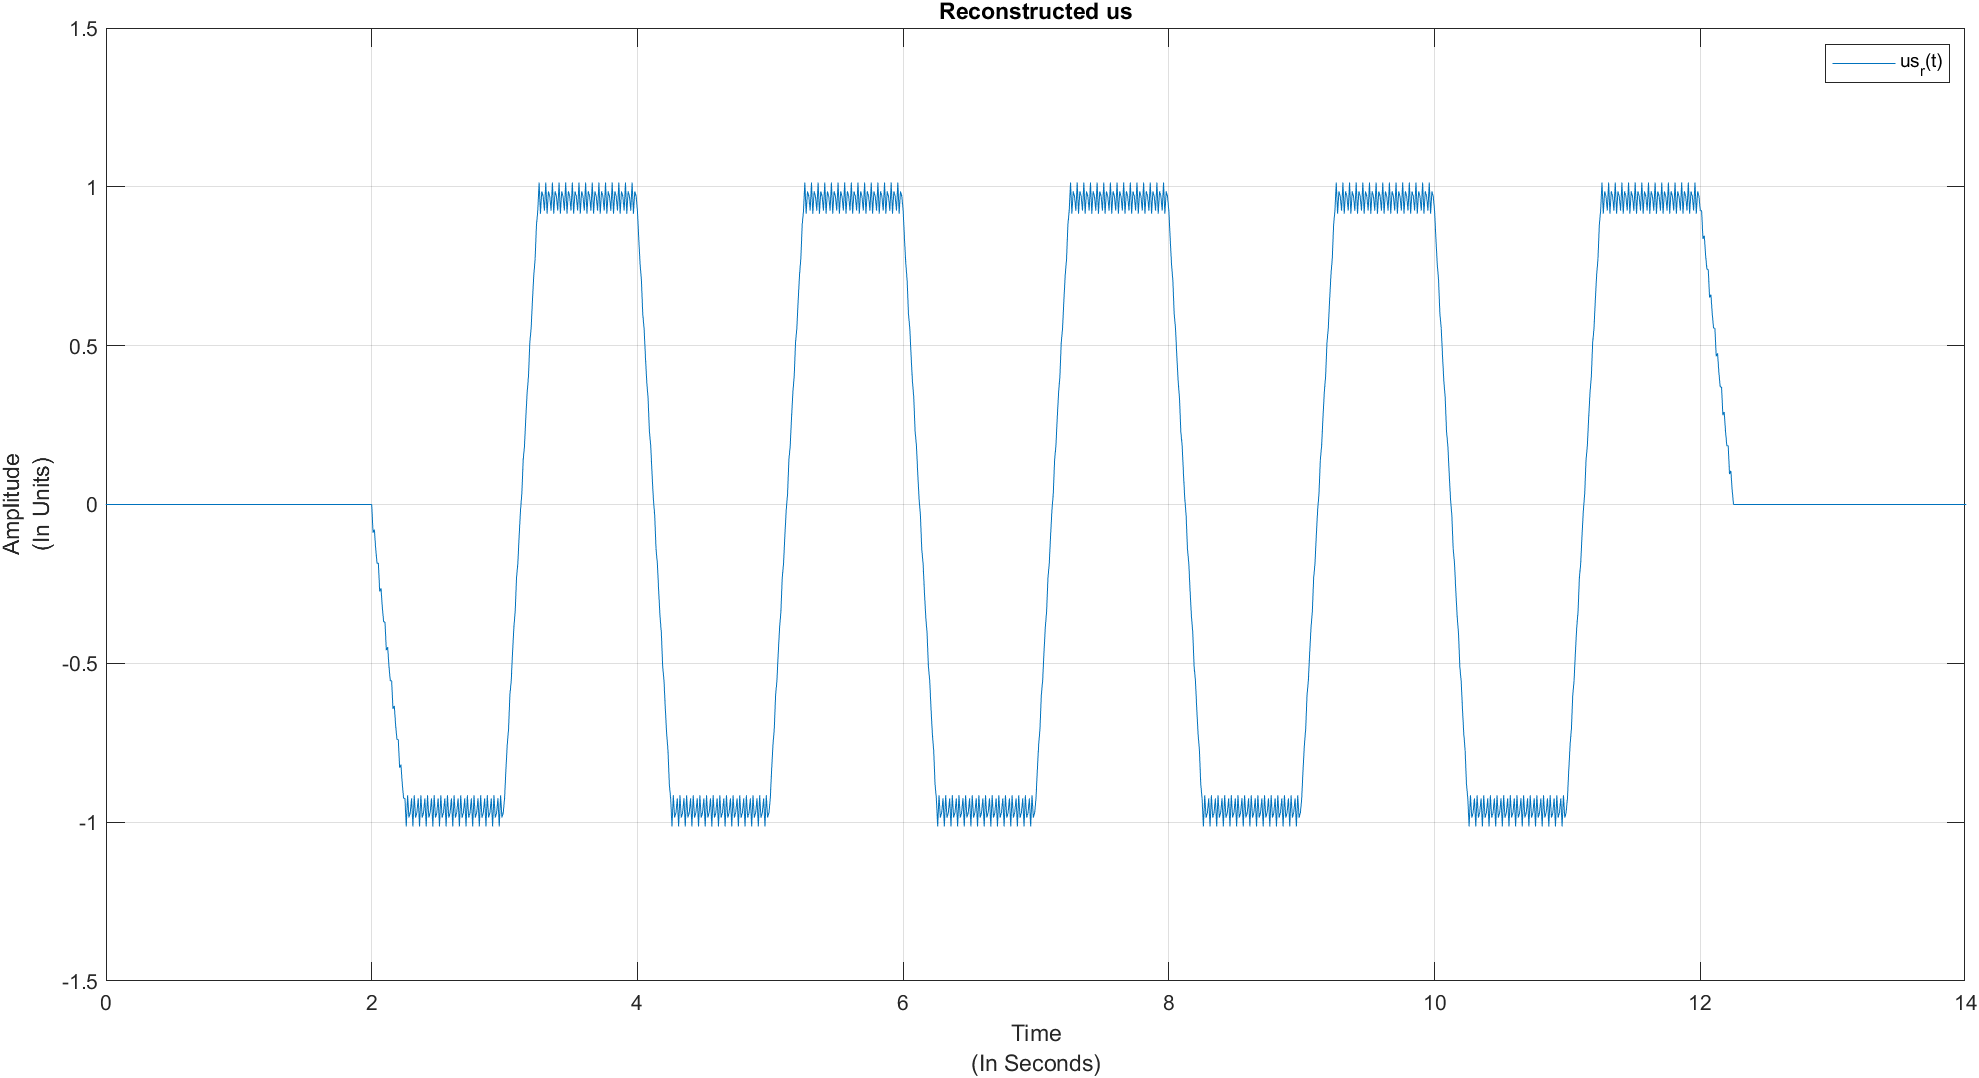 Reconstructed us
us_r(t)
1.5
1
0.5
0
-0.5
-1
-1.5
Amplitude
(In Units)
0 2 4 6 8 10 12 14
Time
(In Seconds)